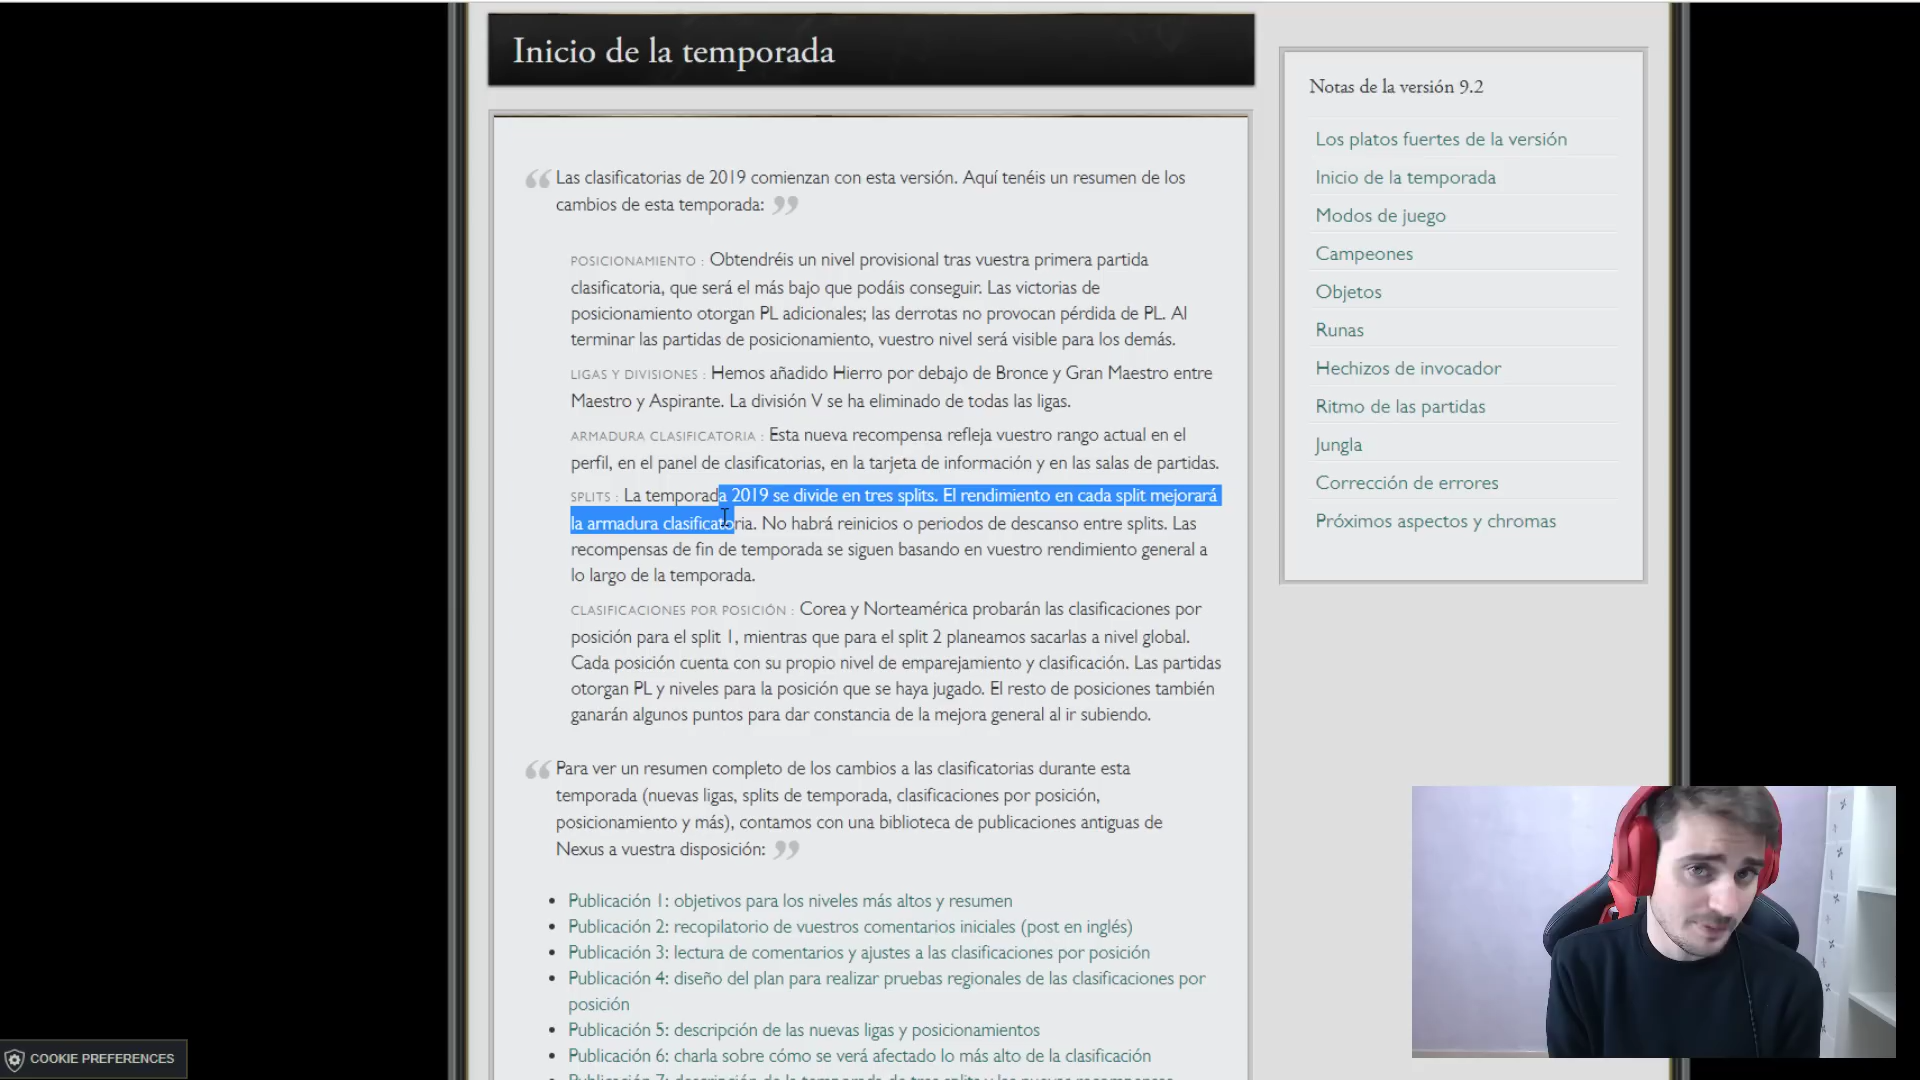 Inicio de la temporada
Las clasificatorias de 2019 comienzan con esta versión. Aquí tenéis un resumen de los
cambios de esta temporada:
POSICIONAMIENTO : Obtendréis un nivel provisional tras vuestra primera partida
clasificatoria, que será el más bajo que podáis conseguir. Las victorias de
posicionamiento otorgan PL adicionales; las derrotas no provocan pérdida de PL. Al
terminar las partidas de posicionamiento, vuestro nivel será visible para los demás.
LIGAS Y DIVISIONES : Hemos añadido Hierro por debajo de Bronce y Gran Maestro entre
Maestro y Aspirante. La división V se ha eliminado de todas las ligas.
ARMADURA CLASIFICATORIA : Esta nueva recompensa refleja vuestro rango actual en el
perfil, en el panel de clasificatorias, en la tarjeta de información y en las salas de partidas.
SPLITS : La temporada 2019 se divide en tres splits. El rendimiento en cada split mejorará
la armadura clasificatoria. No habrá reinicios o periodos de descanso entre splits. Las
recompensas de fin de temporada se siguen basando en vuestro rendimiento general a
lo largo de la temporada.
CLASIFICACIONES POR POSICIÓN : Corea y Norteamérica probarán las clasificaciones por
posición para el split 1, mientras que para el split 2 planeamos sacarlas a nivel global.
Cada posición cuenta con su propio nivel de emparejamiento y clasificación. Las partidas
otorgan PL y niveles para la posición que se haya jugado. El resto de posiciones también
ganarán algunos puntos para dar constancia de la mejora general al ir subiendo.
Para ver un resumen completo de los cambios a las clasificatorias durante esta
temporada (nuevas ligas, splits de temporada, clasificaciones por posición,
posicionamiento y más), contamos con una biblioteca de publicaciones antiguas de
Nexus a vuestra disposición:
Publicación 1: objetivos para los niveles más altos y resumen
Publicación 2: recopilatorio de vuestros comentarios iniciales (post en inglés)
Publicación 3: lectura de comentarios y ajustes a las clasificaciones por posición
Publicación 4: diseño del plan para realizar pruebas regionales de las clasificaciones por
posición
Publicación 5: descripción de las nuevas ligas y posicionamientos
Publicación 6: charla sobre cómo se verá afectado lo más alto de la clasificación
Publicación 7: descripción de la temporada de tres splits y las nuevas recompensas
Notas de la versión 9.2
Los platos fuertes de la versión
Inicio de la temporada
Modos de juego
Campeones
Objetos
Runas
Hechizos de invocador
Ritmo de las partidas
Jungla
Corrección de errores
Próximos aspectos y chromas
COOKIE PREFERENCES